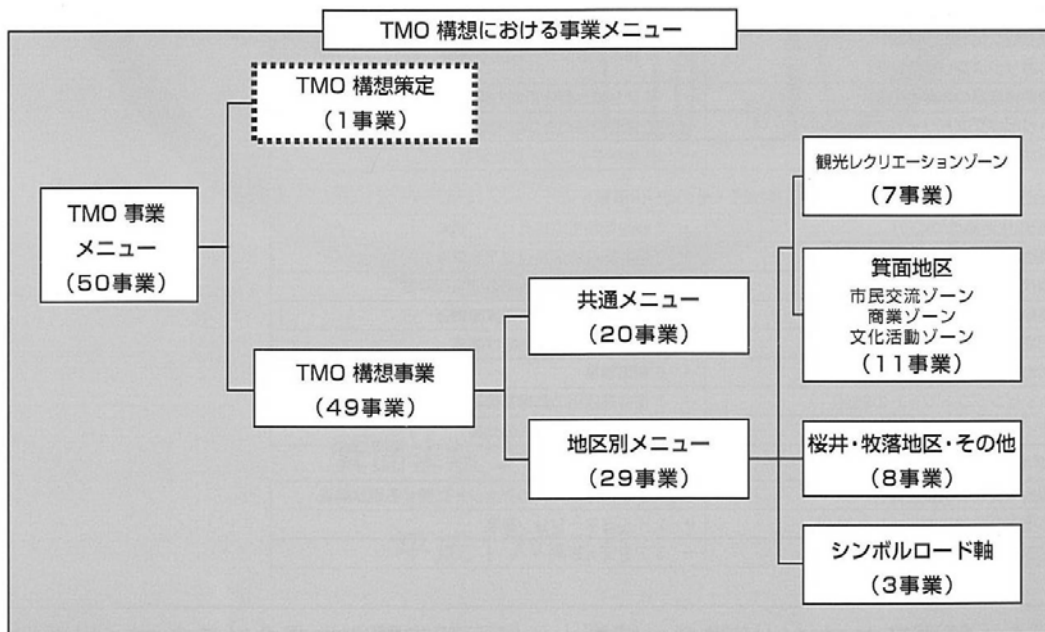 TMO 構想における事業メニュー
TMO 構想策定
(1事業)
TMO 事業
メニュー
(50事業)
TMO 構想事業
(49事業)
共通メニュー
(20事業)
地区別メニュー
(29事業)
観光レクリエーションゾーン
(7事業)
箕面地区
市民交流ゾーン
商業ゾーン
文化活動ゾーン
(11事業)
桜井・牧落地区・その他
(8事業)
シンボルロード軸
(3事業)